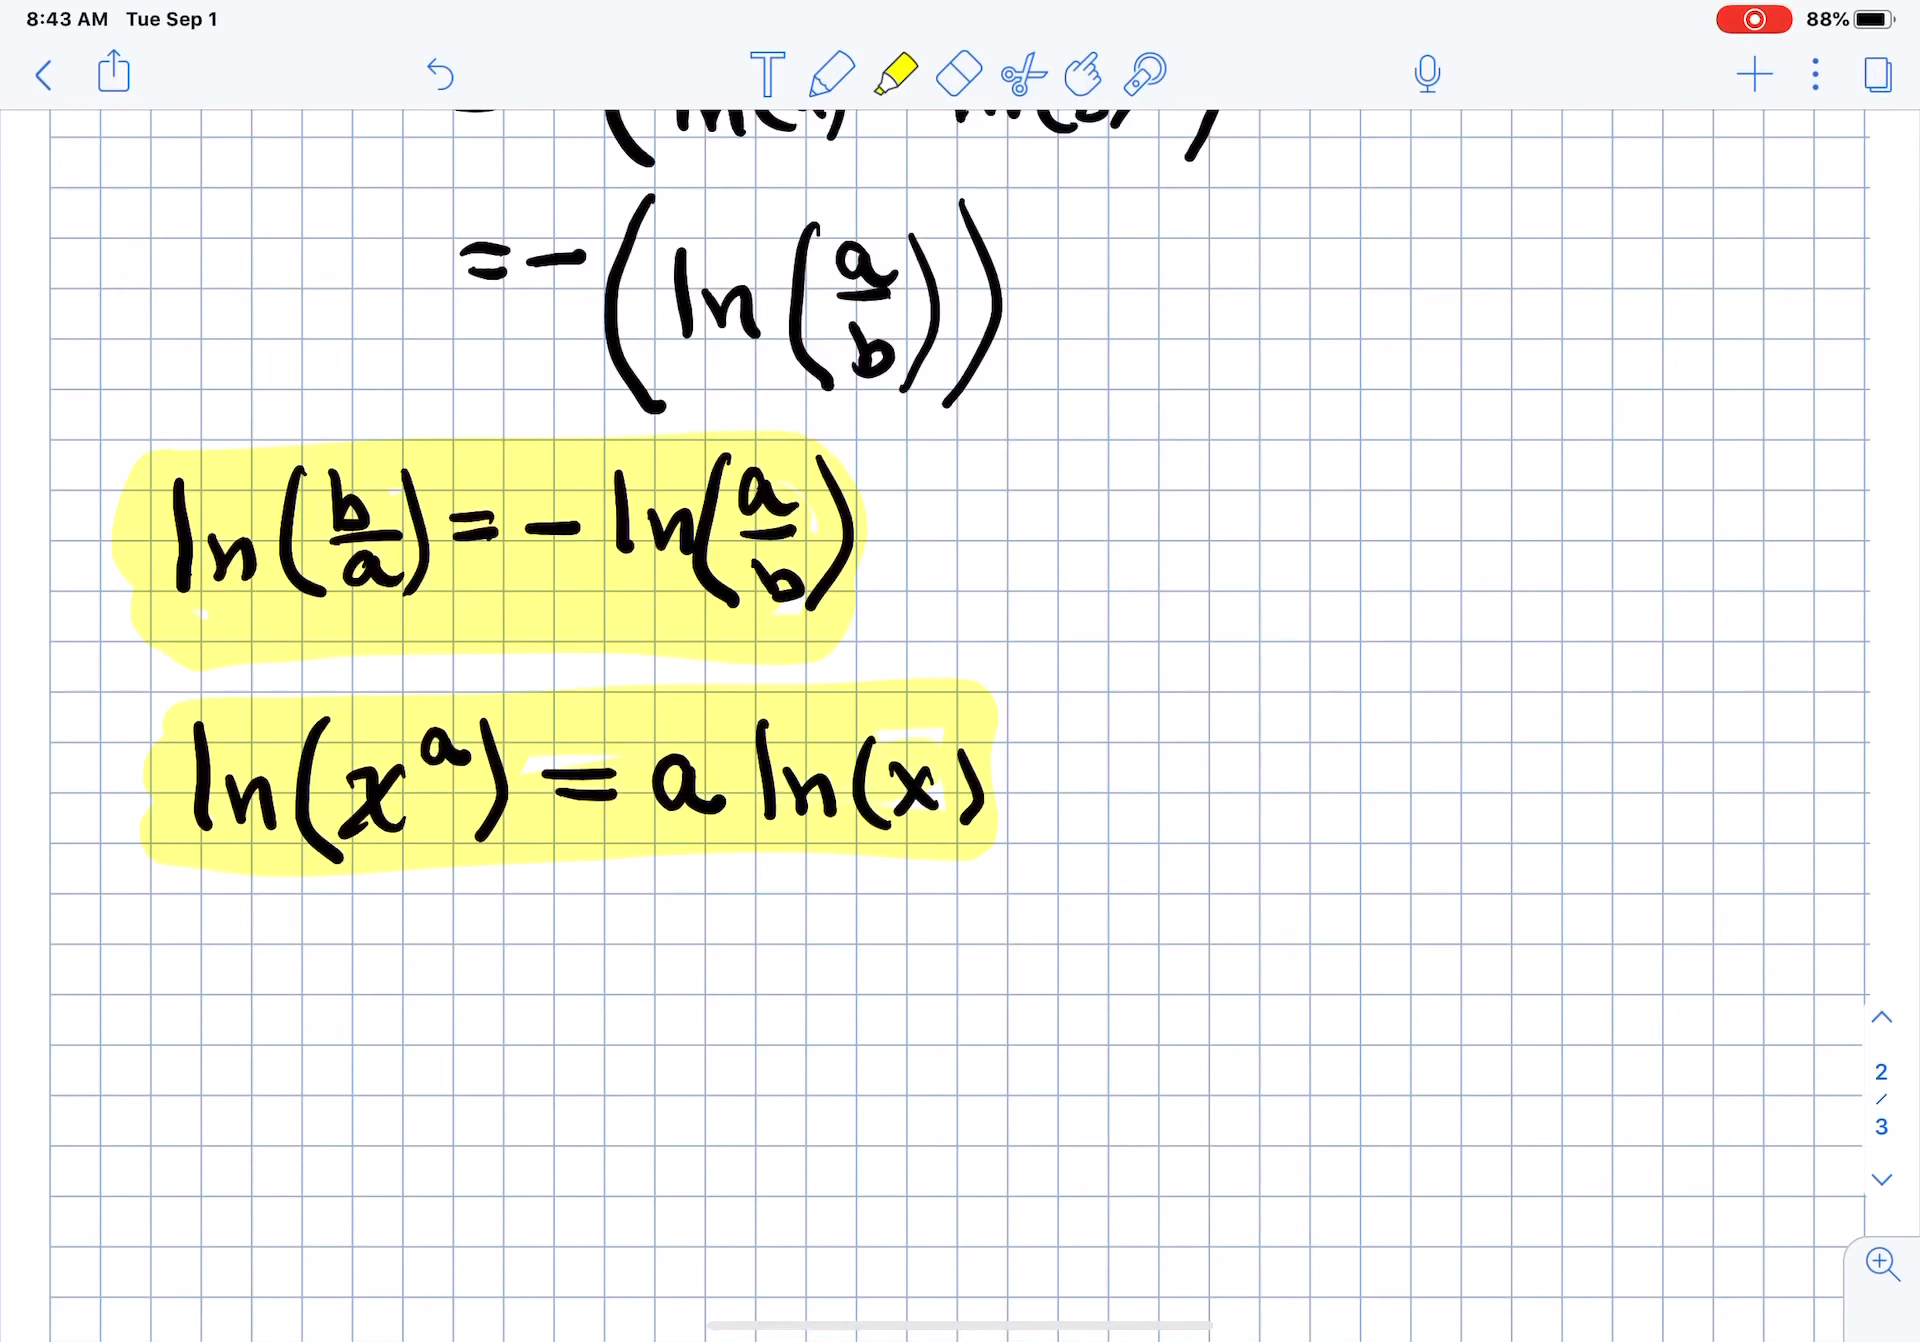 8:43 AM Tue Sep 1 88%
T
= -(ln(a/b))
ln(b/a) = - ln(a/b)
ln(x^a) = a ln(x)
2
/
3